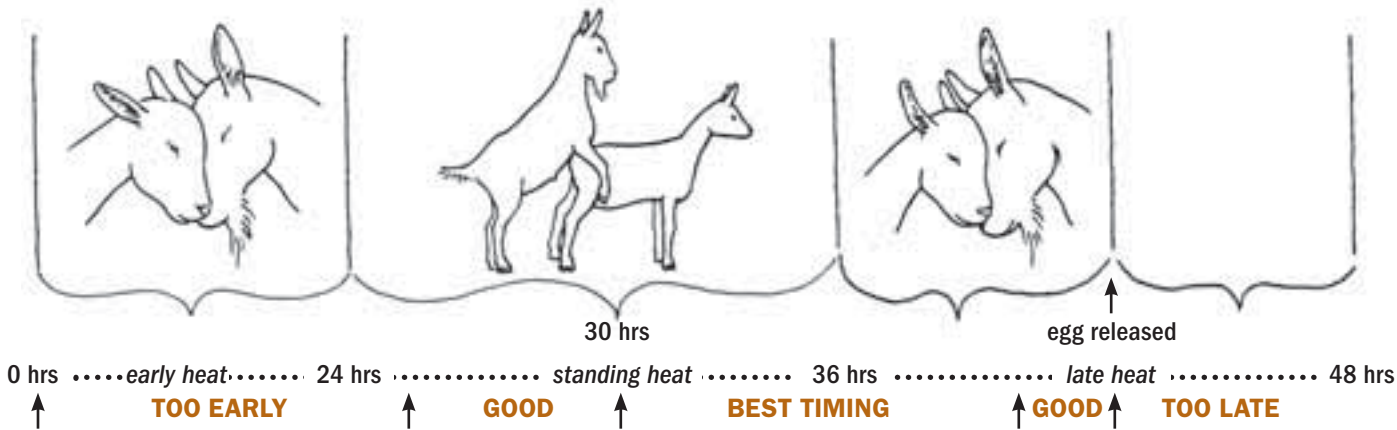 30 hrs egg released
0 hrs ......early heat........... 24 hrs .................... standing heat ............. 36 hrs ...................... late heat .................... 48 hrs
TOO EARLY GOOD BEST TIMING GOOD TOO LATE